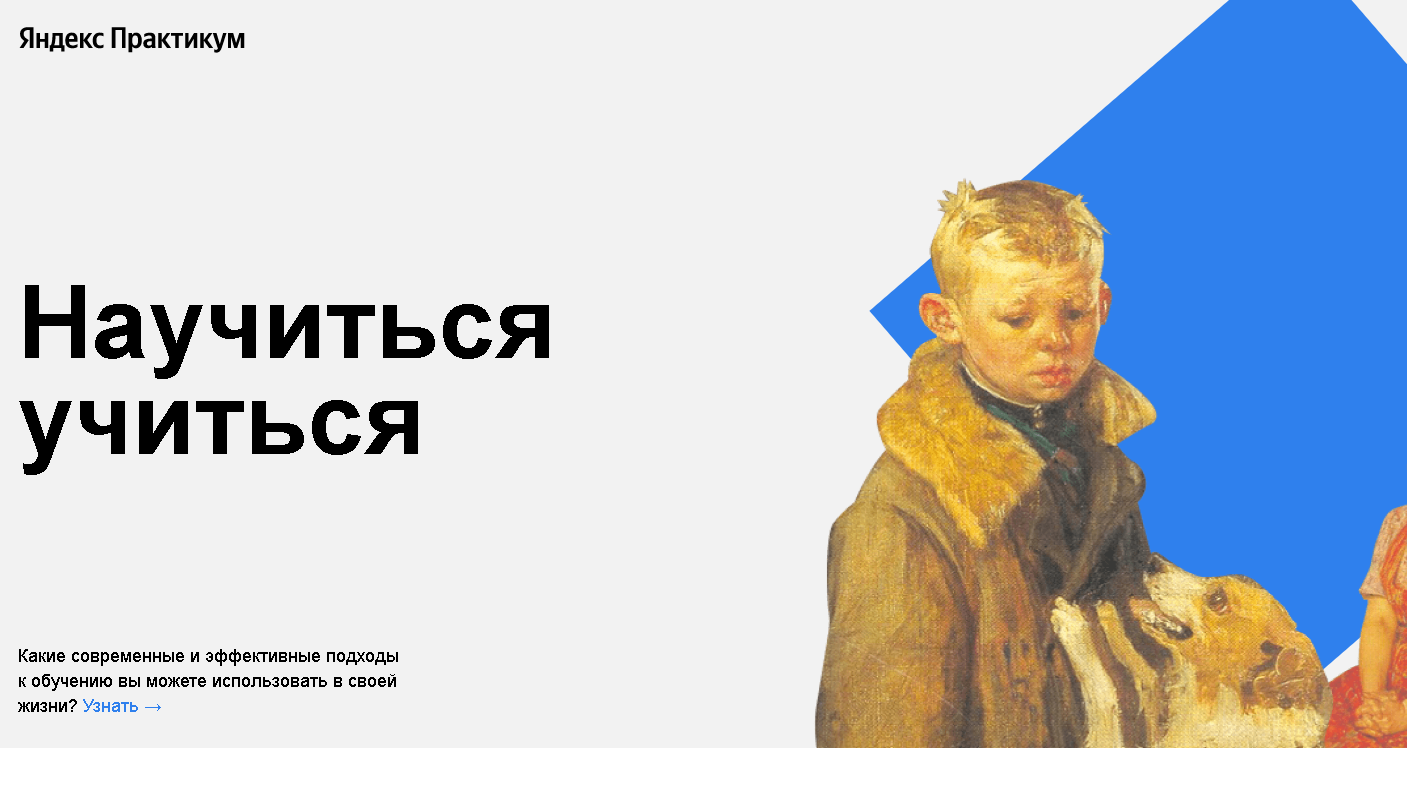 Яндекс Практикум
Научиться
учиться
Какие современные и эффективные подходы
к обучению вы можете использовать в своей
жизни? Узнать →